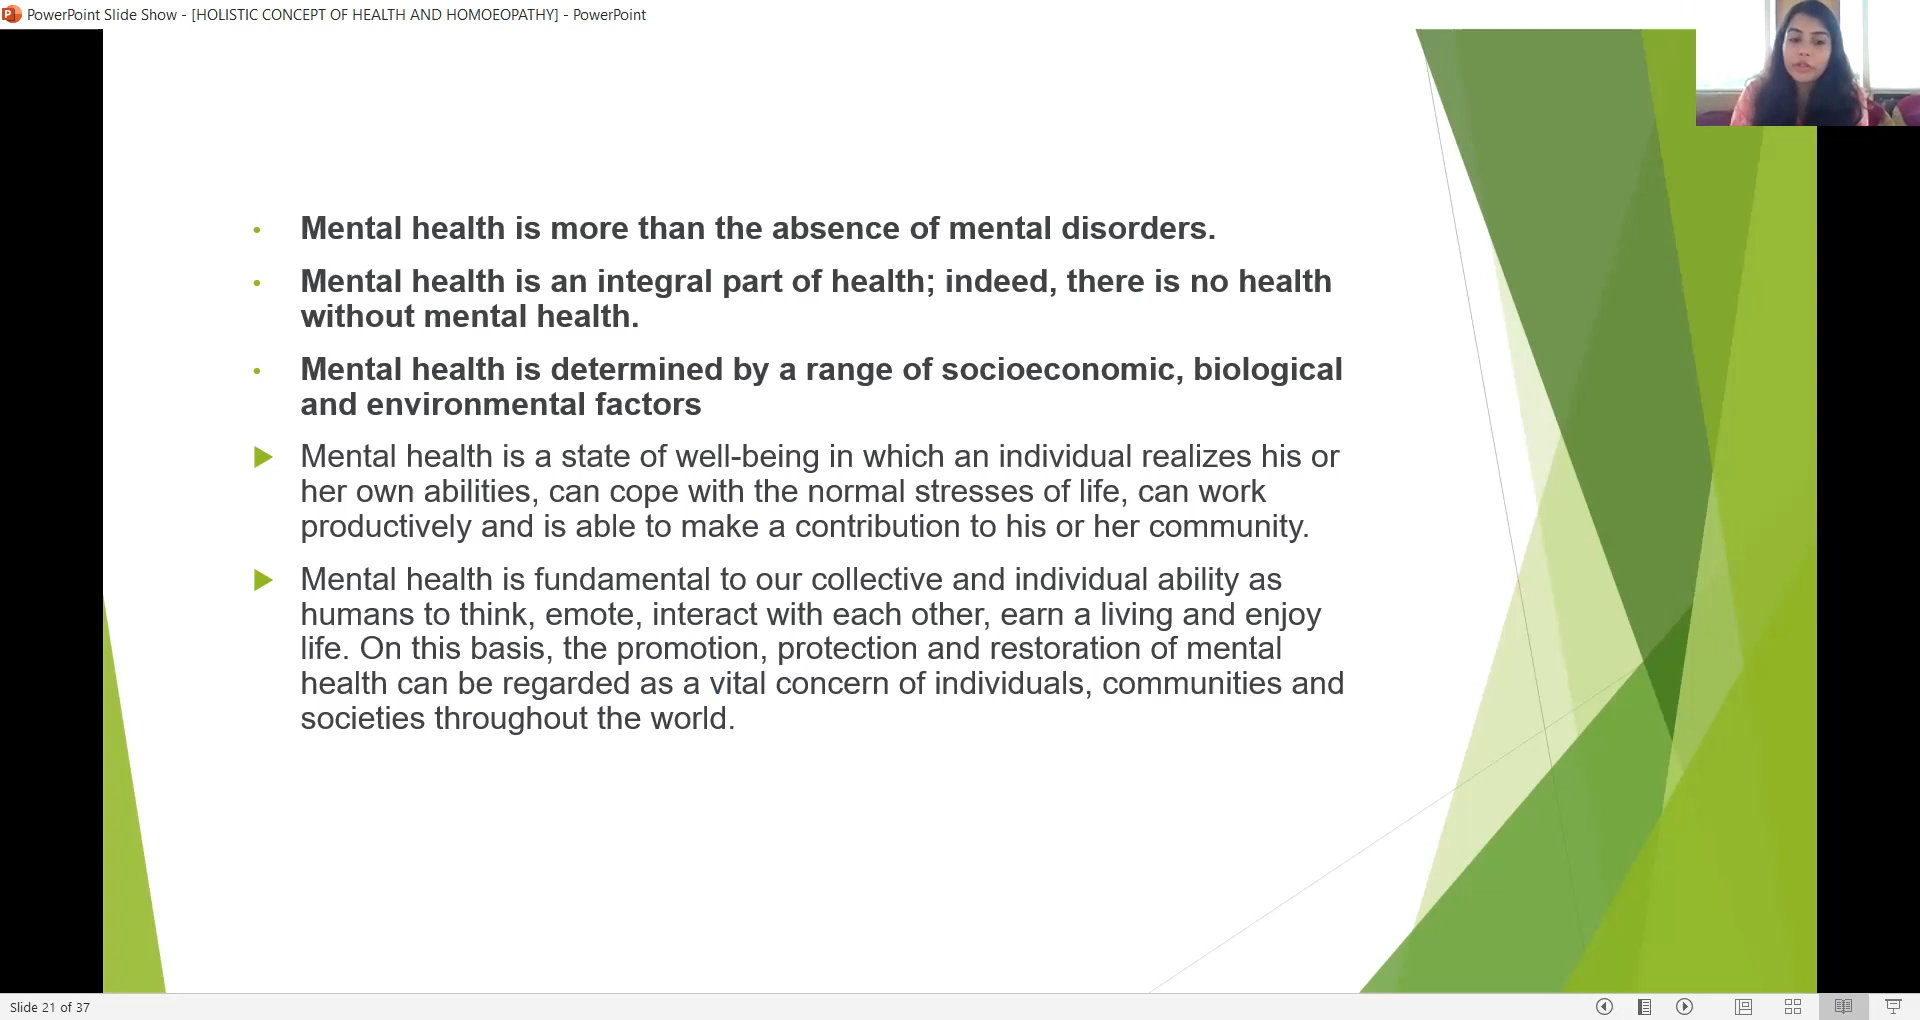 PowerPoint Slide Show - [HOLISTIC CONCEPT OF HEALTH AND HOMOEOPATHY] - PowerPoint
• Mental health is more than the absence of mental disorders.
• Mental health is an integral part of health; indeed, there is no health
without mental health.
• Mental health is determined by a range of socioeconomic, biological
and environmental factors
Mental health is a state of well-being in which an individual realizes his or
her own abilities, can cope with the normal stresses of life, can work
productively and is able to make a contribution to his or her community.
Mental health is fundamental to our collective and individual ability as
humans to think, emote, interact with each other, earn a living and enjoy
life. On this basis, the promotion, protection and restoration of mental
health can be regarded as a vital concern of individuals, communities and
societies throughout the world.
Slide 21 of 37